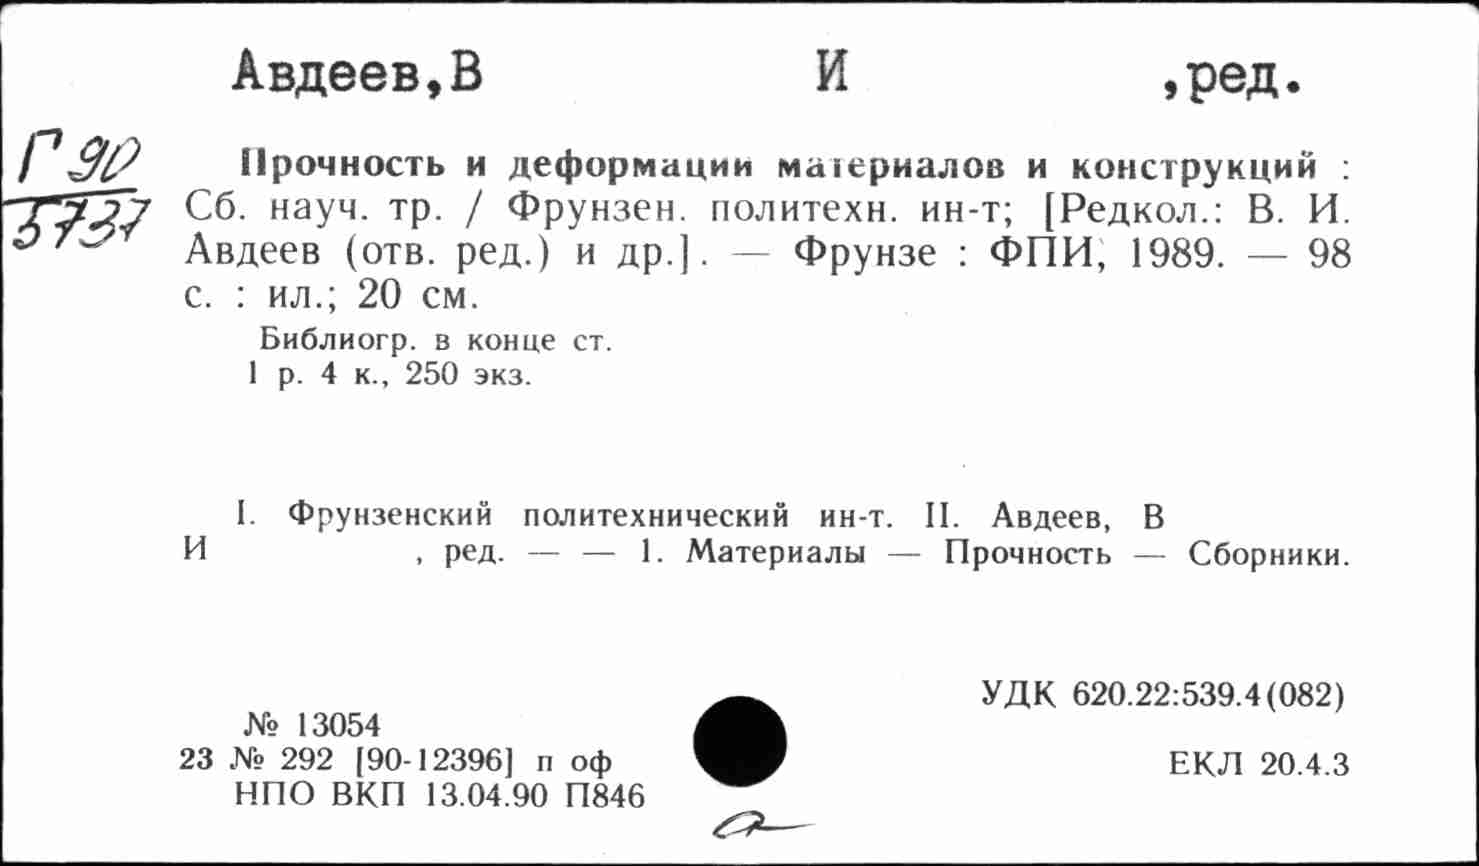 Авдеев,В И ,ред.
Г 90
5737
Прочность и деформации материалов и конструкций :
Сб. науч. тр. / Фрунзен. политехн. ин-т; [Редкол.: В. И.
Авдеев (отв. ред.) и др.]. — Фрунзе : ФПИ, 1989. — 98
с. : ил.; 20 см.
Библиогр. в конце ст.
1 р. 4 к., 250 экз.
I. Фрунзенский политехнический ин-т. II. Авдеев, В
И , ред. — — 1. Материалы — Прочность — Сборники.
УДК 620.22:539.4(082)
№ 13054
23 № 292 [90-12396] п оф
ЕКЛ 20.4.3
НПО ВКП 13.04.90 П846